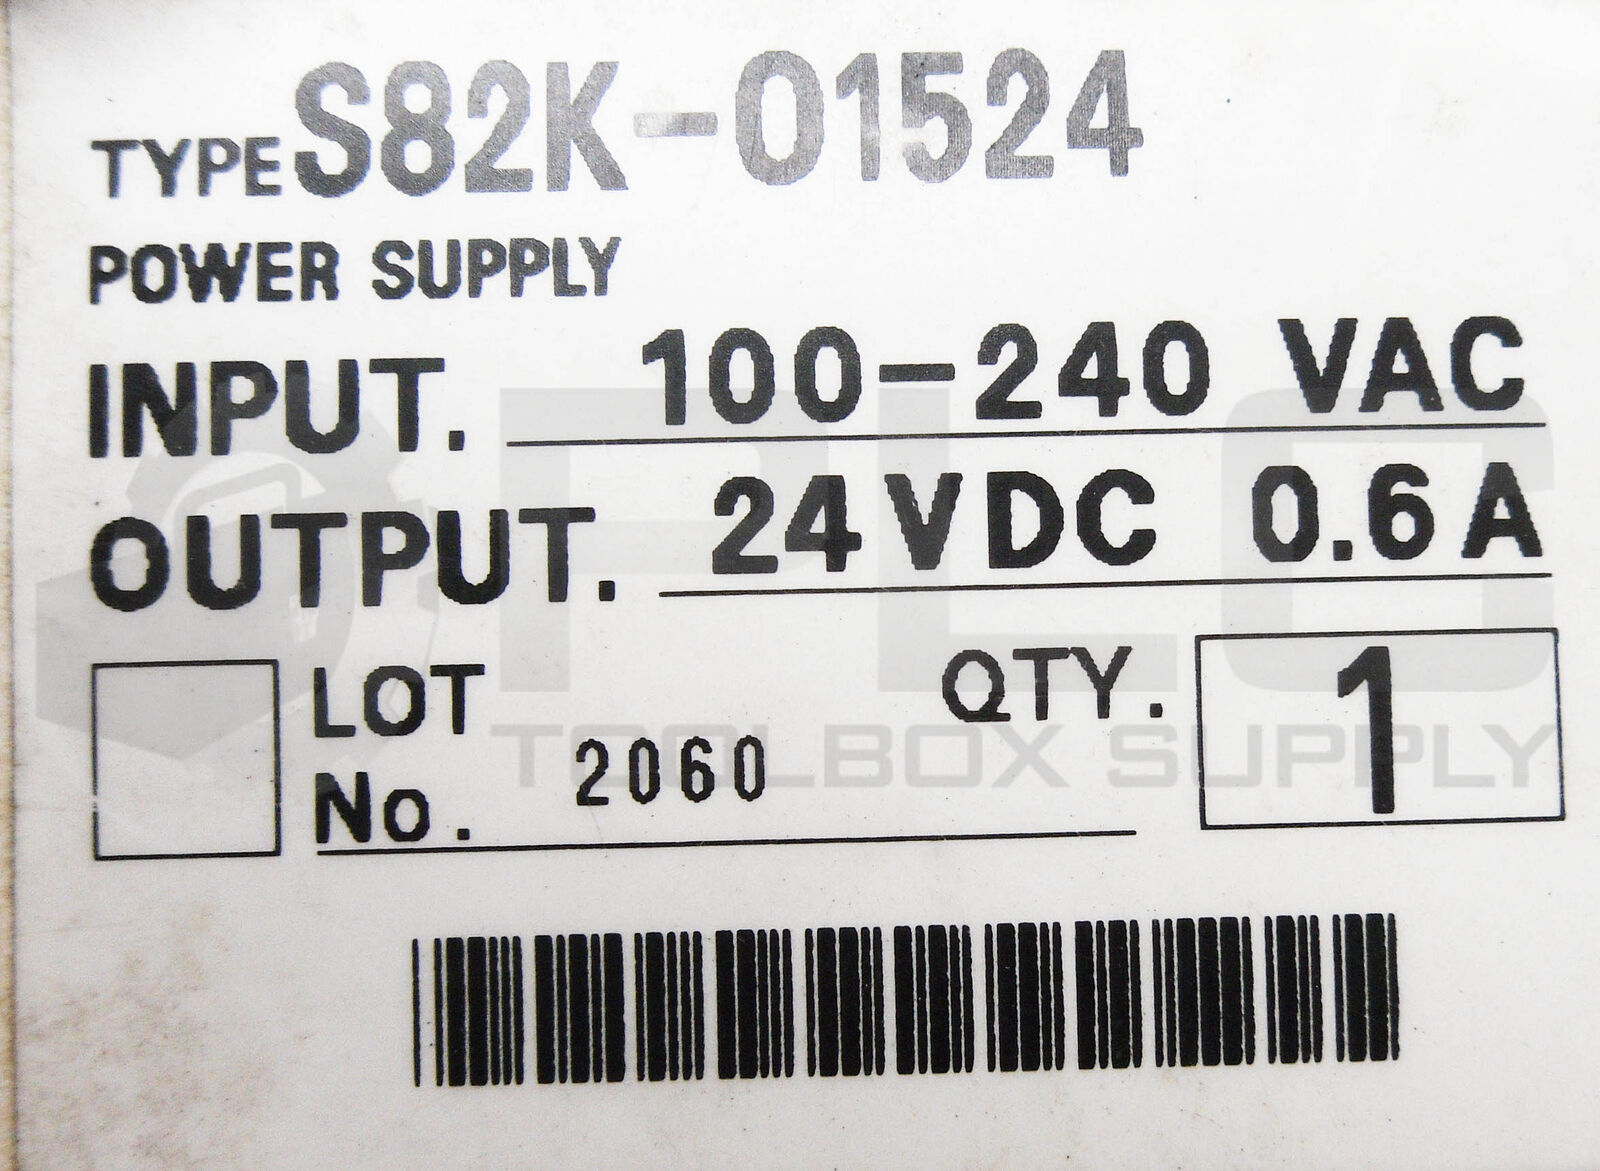 TYPE S82K-01524
POWER SUPPLY
INPUT. 100-240 VAC
OUTPUT. 24VDC 0.6A
LOT No. 2060
QTY. 1
PLC
TOOLBOX SUPPLY